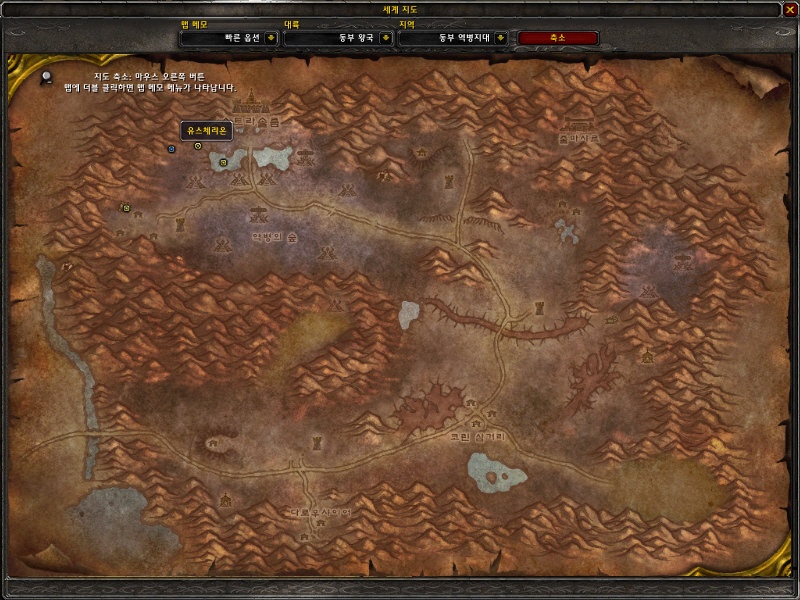 세계 지도
맵 메모
대륙
지역
빠른 옵션
동부 왕국
동부 역병지대
축소
지도 축소: 마우스 오른쪽 버튼
맵에 더블 클릭하면 맵 메모 메뉴가 나타납니다.
유스체리온
역병의 숲
코린 삼거리